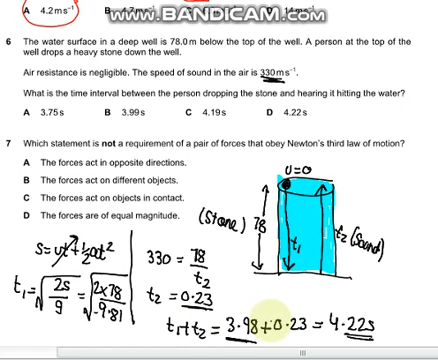 A 4.2 ms⁻¹ B
WWW.BANDICAM.COM
6 The water surface in a deep well is 78.0 m below the top of the well. A person at the top of the
well drops a heavy stone down the well.
Air resistance is negligible. The speed of sound in the air is 330 ms⁻¹.
What is the time interval between the person dropping the stone and hearing it hitting the water?
A 3.75 s B 3.99 s C 4.19 s D 4.22 s
7 Which statement is not a requirement of a pair of forces that obey Newton's third law of motion?
A The forces act in opposite directions.
B The forces act on different objects.
C The forces act on objects in contact.
D The forces are of equal magnitude.
U=0
(Stone) 78
t₁
t₂ (Sound)
S=ut+½at²
t₁=√2s/9 = √2×78/-9.81
330 = 78/t₂
t₂ = 0.23
t₁+t₂ = 3.98+0.23 = 4.22s